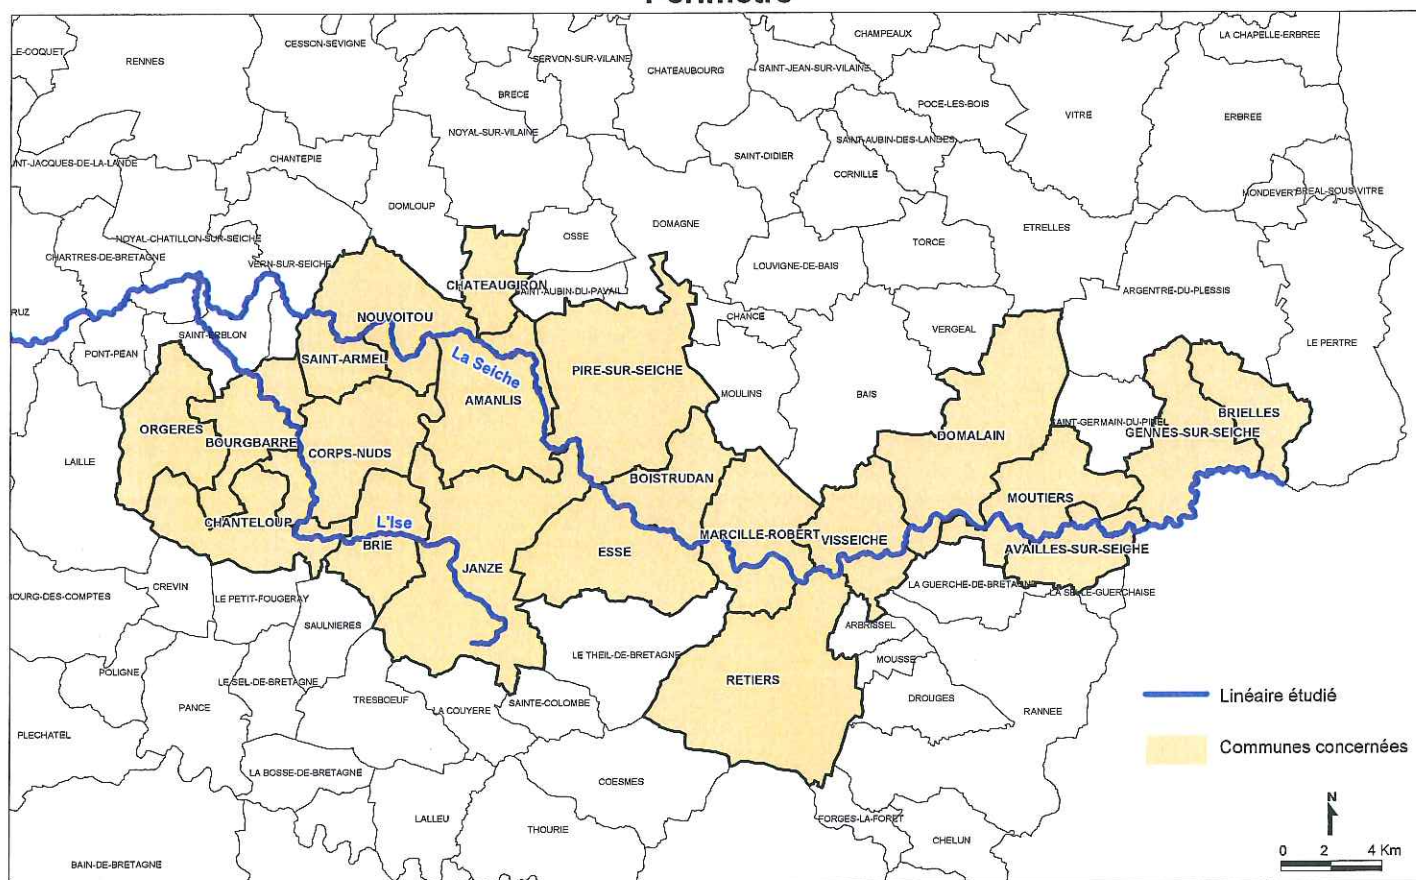 Périmètre
CHAMPEAUX
LA CHAPELLE-ERBREE
CESSON-SEVIGNE
E-COQUET
RENNES
SERVON-SUR-VILAINE
CHATEAUBOURG
SAINT-JEAN-SUR-VILAINE
BRECE
POCE-LES-BOIS
VITRE
ERBREE
NOYAL-SUR-VILAINE
SAINT-AUBIN-DES-LANDES
NT-JACQUES-DE-LA-LANDE
CHANTEPIE
SAINT-DIDIER
CORNILLE
MONDEVERT
BREAL-SOUS-VITRE
DOMLOUP
DOMAGNE
ETRELLES
NOYAL-CHATILLON-SUR-SEICHE
OSSE
TORCE
CHARTRES-DE-BRETAGNE
VERN-SUR-SEICHE
LOUVIGNE-DE-BAIS
CHATEAUGIRON
SAINT-AUBIN-DU-PAVAIL
ARGENTRE-DU-PLESSIS
RUZ
NOUVOITOU
CHANCE
SAINT-ERBLON
VERGEAL
LE PERTRE
PONT-PEAN
SAINT-ARMEL
La Seiche
PIRE-SUR-SEICHE
MOULINS
BAIS
AMANLIS
BRIELLES
SAINT-GERMAIN-DU-PINEL
ORGERES
GENNES-SUR-SEICHE
BOURGBARRE
DOMALAIN
LAILLE
CORPS-NUDS
BOISTRUDAN
MOUTIERS
CHANTELOUP
L'Ise
MARCILLE-ROBERT
VISSEICHE
BRIE
ESSE
AVAILLES-SUR-SEICHE
JANZE
CREVIN
LA GUERCHE-DE-BRETAGNE
LA SELLE-GUERCHAISE
BOURG-DES-COMPTES
LE PETIT-FOUGERAY
SAULNIERES
ARBRISSEL
LE THEIL-DE-BRETAGNE
MOUSSE
POLIGNE
LE-SEL-DE-BRETAGNE
RETIERS
DROUGES
PANCE
TRESBOEUF
LA COUYERE
SAINTE-COLOMBE
RANNEE
Linéaire étudié
PLECHATEL
Communes concernées
LA BOSSE-DE-BRETAGNE
COESMES
N
LALLEU
THOURIE
FORGES-LA-FORET
CHELUN
0 2 4 Km
BAIN-DE-BRETAGNE